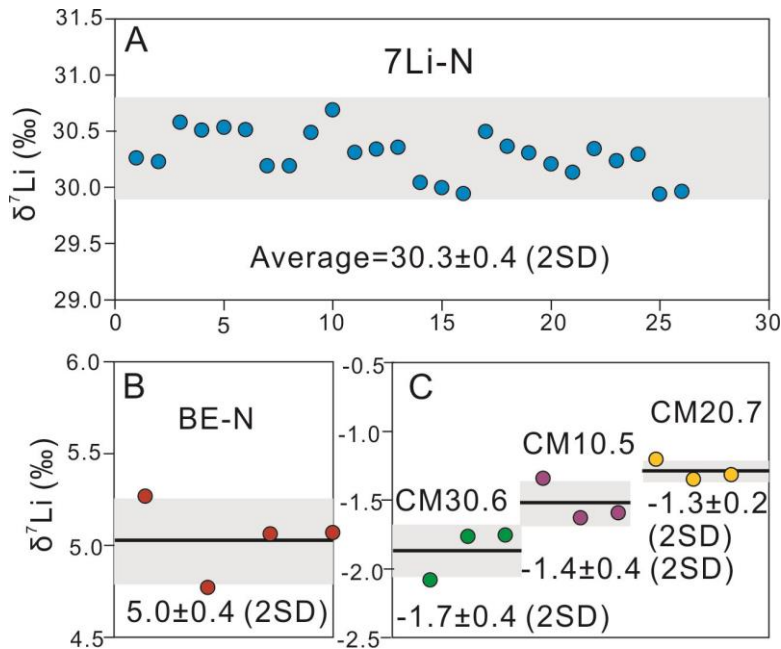 31.5
31.0
30.5
30.0
29.5
29.0
δ⁷Li (‰)
A
7Li-N
Average=30.3±0.4 (2SD)
0 5 10 15 20 25 30
6.0
5.5
5.0
4.5
δ⁷Li (‰)
B
BE-N
5.0±0.4 (2SD)
-0.5
-1.0
-1.5
-2.0
-2.5
C
CM30.6
-1.7±0.4 (2SD)
CM10.5
-1.4±0.4 (2SD)
CM20.7
-1.3±0.2
(2SD)